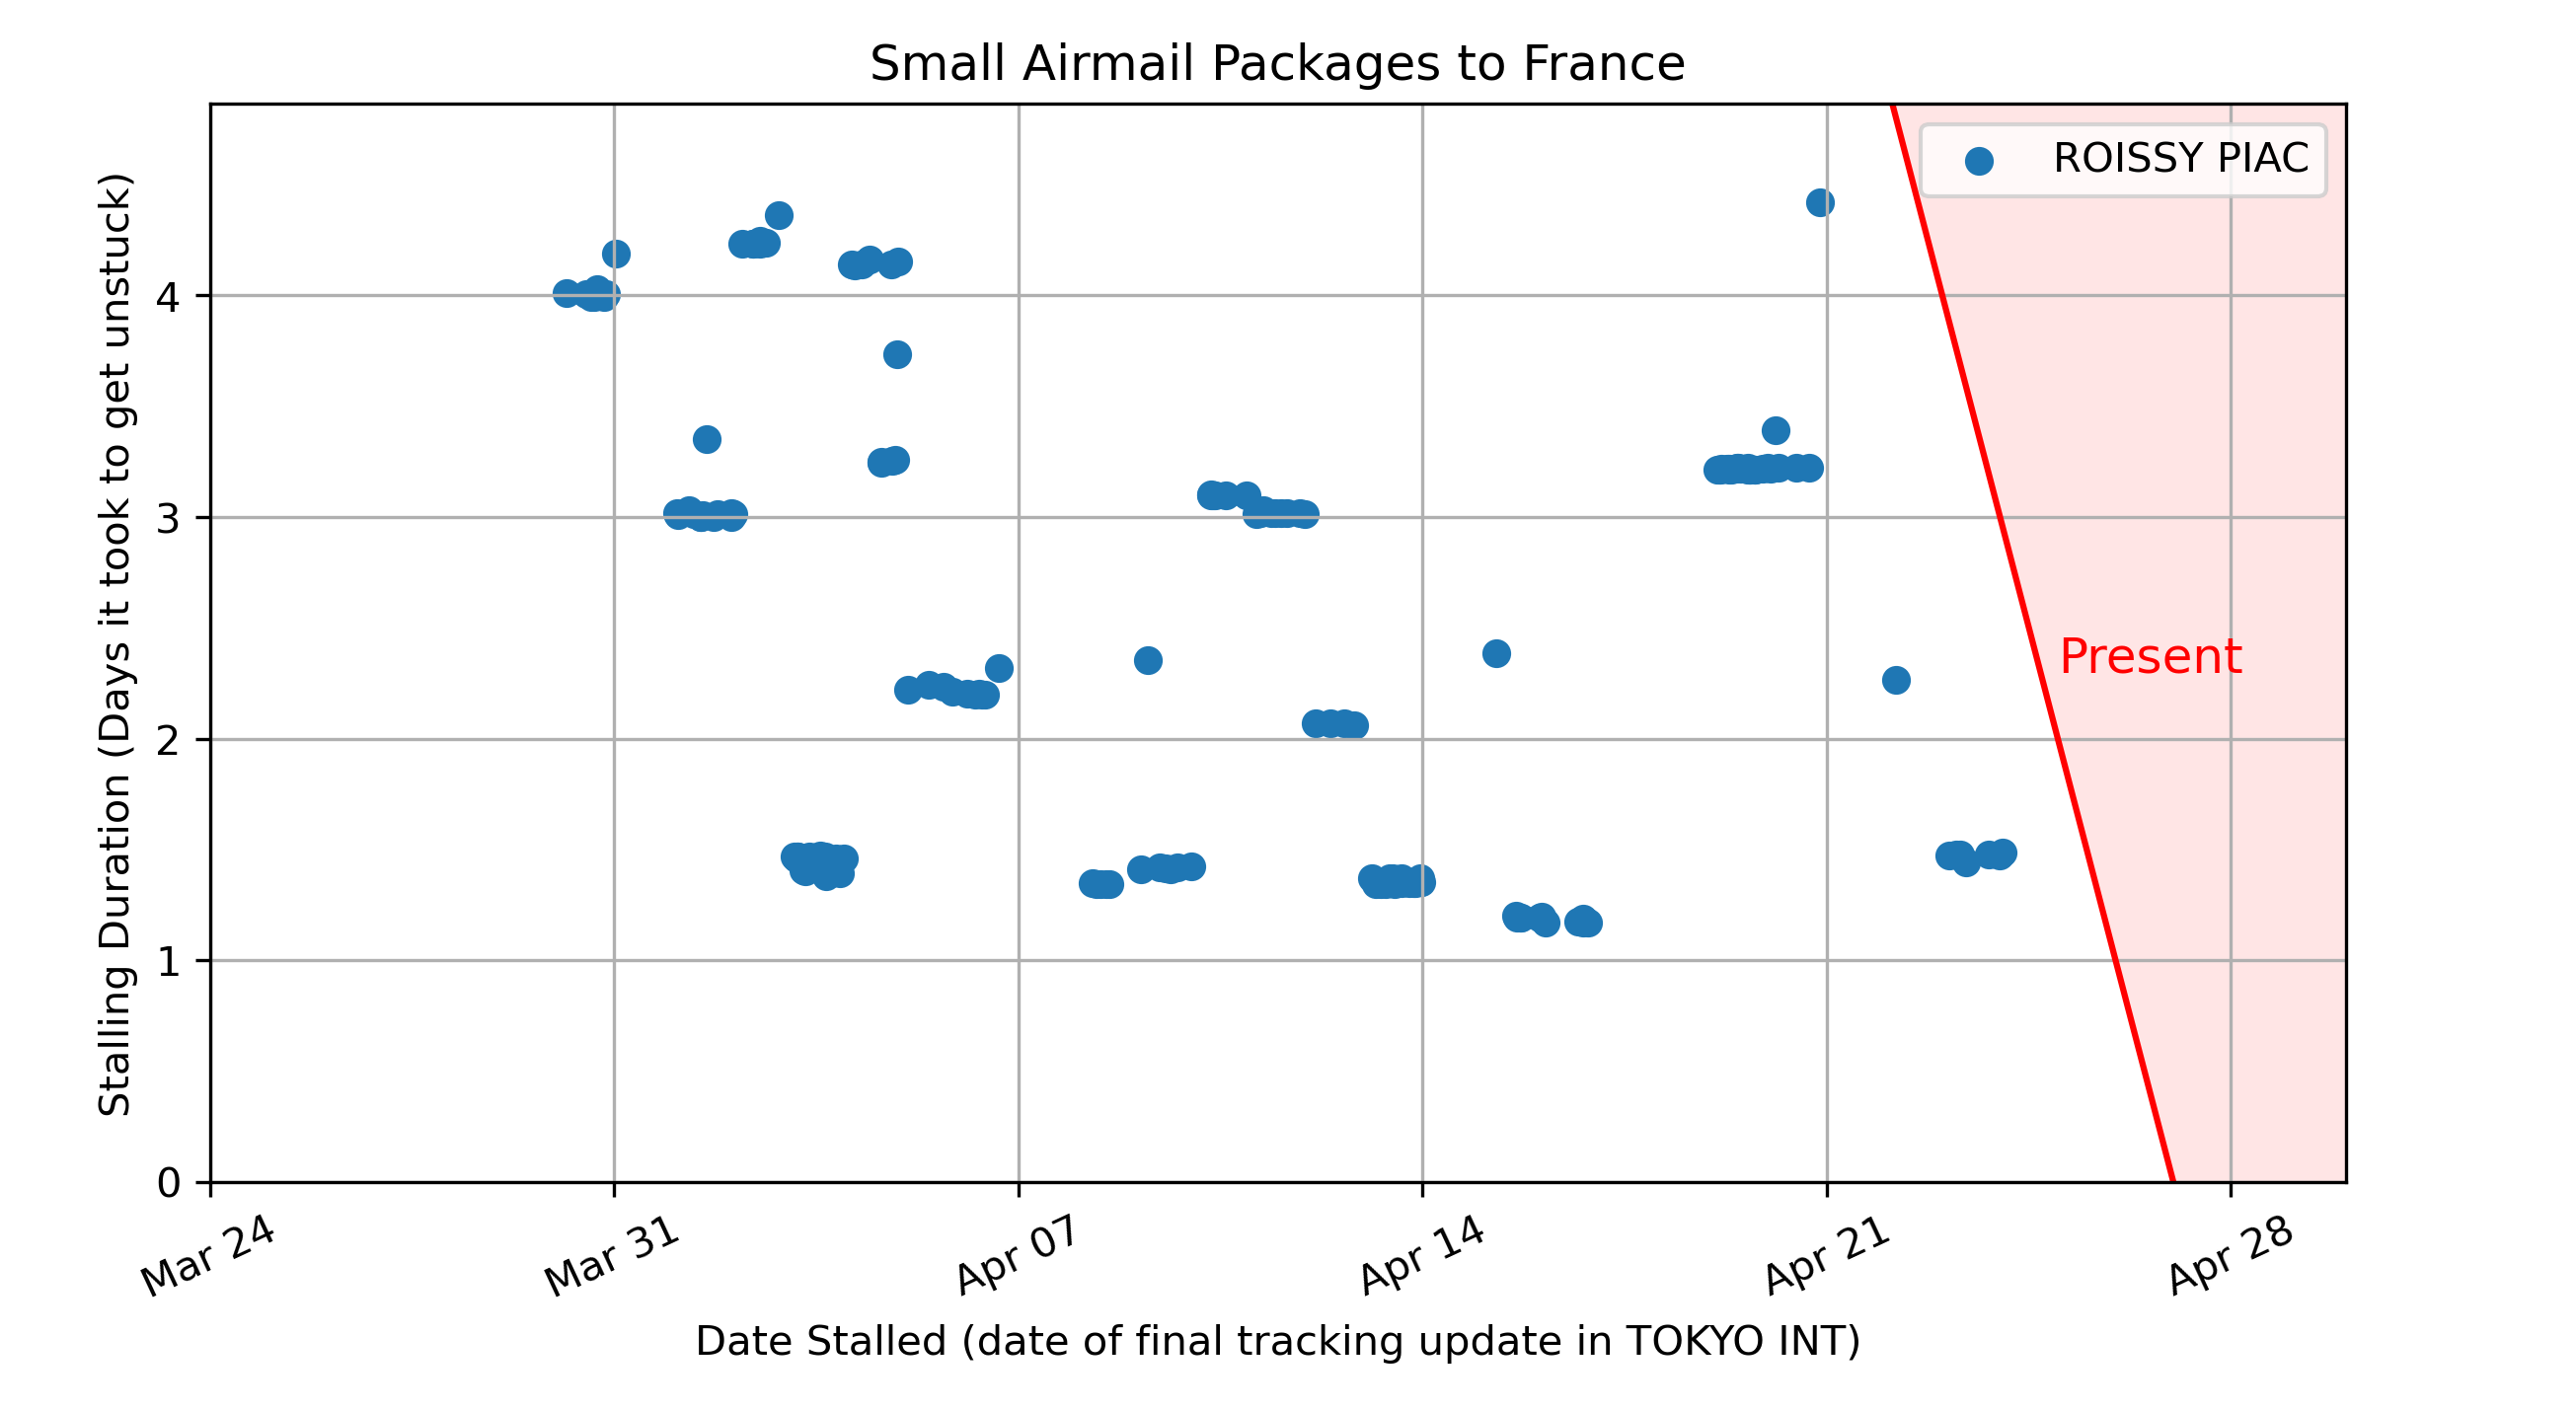 Small Airmail Packages to France
Stalling Duration (Days it took to get unstuck)
4
3
2
1
0
ROISSY PIAC
Present
Mar 24
Mar 31
Apr 07
Apr 14
Apr 21
Apr 28
Date Stalled (date of final tracking update in TOKYO INT)